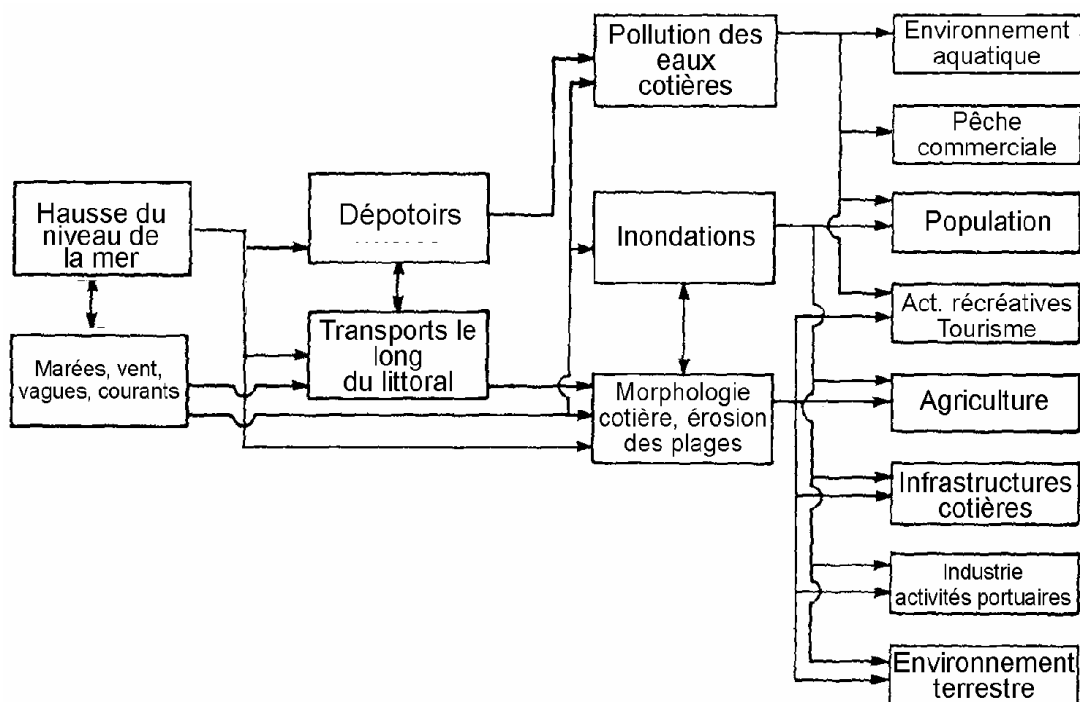 Hausse du
niveau de
la mer
Marées, vent,
vagues, courants
Dépotoirs
Transports le
long
du littoral
Pollution des
eaux
cotières
Inondations
Morphologie
cotière, érosion
des plages
Environnement
aquatique
Pêche
commerciale
Population
Act. récréatives
Tourisme
Agriculture
Infrastructures
cotières
Industrie
activités portuaires
Environnement
terrestre